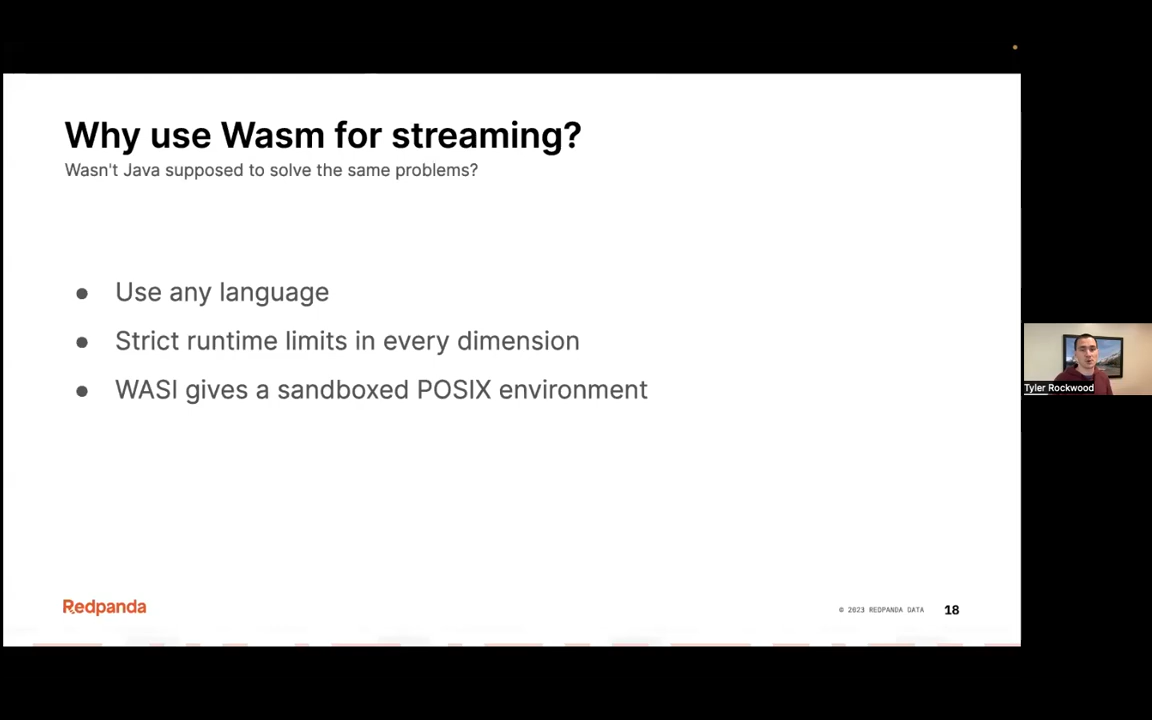 Why use Wasm for streaming?
Wasn't Java supposed to solve the same problems?
● Use any language
● Strict runtime limits in every dimension
● WASI gives a sandboxed POSIX environment
Tyler Rockwood
Redpanda
© 2023 REDPANDA DATA 18